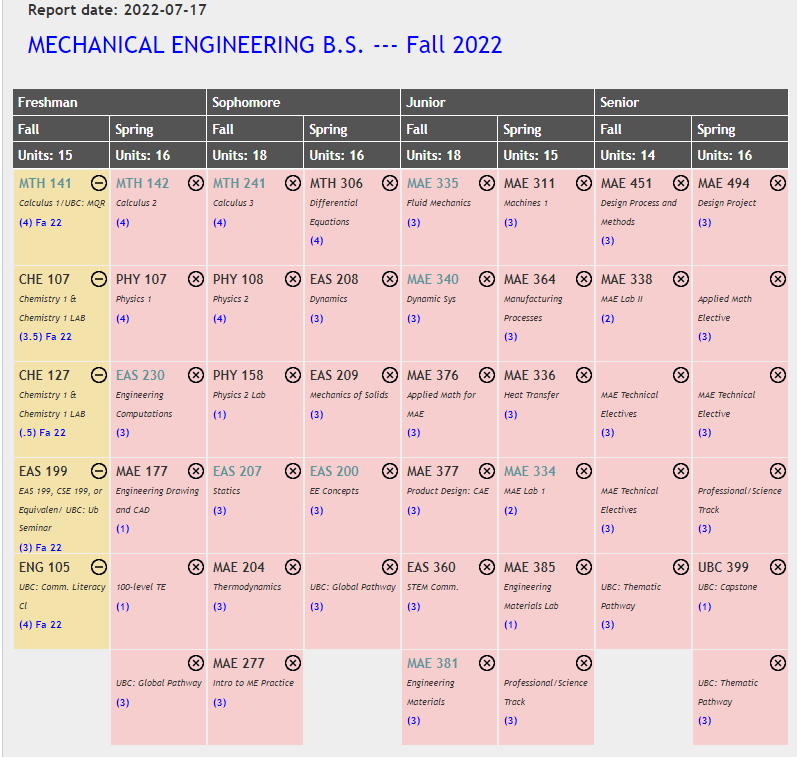 Report date: 2022-07-17
MECHANICAL ENGINEERING B.S. --- Fall 2022
Freshman Sophomore Junior Senior
Fall Spring Fall Spring Fall Spring Fall Spring
Units: 15 Units: 16 Units: 18 Units: 16 Units: 18 Units: 15 Units: 14 Units: 16
MTH 141 MTH 142 MTH 241 MTH 306 MAE 335 MAE 311 MAE 451 MAE 494
Calculus 1/UBC: MQR Calculus 2 Calculus 3 Differential Fluid Mechanics Machines 1 Design Process and Design Project
(4) Fa 22 (4) (4) Equations (3) (3) Methods (3)
(4) (3)
CHE 107 PHY 107 PHY 108 EAS 208 MAE 340 MAE 364 MAE 338
Chemistry 1 & Physics 1 Physics 2 Dynamics Dynamic Sys Manufacturing MAE Lab II Applied Math
Chemistry 1 LAB (4) (4) (3) (3) Processes (2) Elective
(3.5) Fa 22 (3) (3)
CHE 127 EAS 230 PHY 158 EAS 209 MAE 376 MAE 336
Chemistry 1 & Engineering Physics 2 Lab Mechanics of Solids Applied Math for Heat Transfer MAE Technical MAE Technical
Chemistry 1 LAB Computations (1) (3) MAE (3) Electives Elective
(.5) Fa 22 (3) (3) (3) (3)
EAS 199 MAE 177 EAS 207 EAS 200 MAE 377 MAE 334
EAS 199, CSE 199, or Engineering Drawing Statics EE Concepts Product Design: CAE MAE Lab 1 MAE Technical Professional/Science
Equivalen/ UBC: Ub and CAD (3) (3) (3) (2) Electives Track
Seminar (1) (3) (3)
(3) Fa 22
ENG 105 MAE 204 EAS 360 MAE 385 UBC 399
UBC: Comm. Literacy 100-level TE Thermodynamics UBC: Global Pathway STEM Comm. Engineering UBC: Thematic UBC: Capstone
Cl (1) (3) (3) (3) Materials Lab Pathway (1)
(4) Fa 22 (1) (3)
MAE 277 MAE 381
UBC: Global Pathway Intro to ME Practice Engineering Professional/Science UBC: Thematic
(3) (3) Materials Track Pathway
(3) (3) (3)